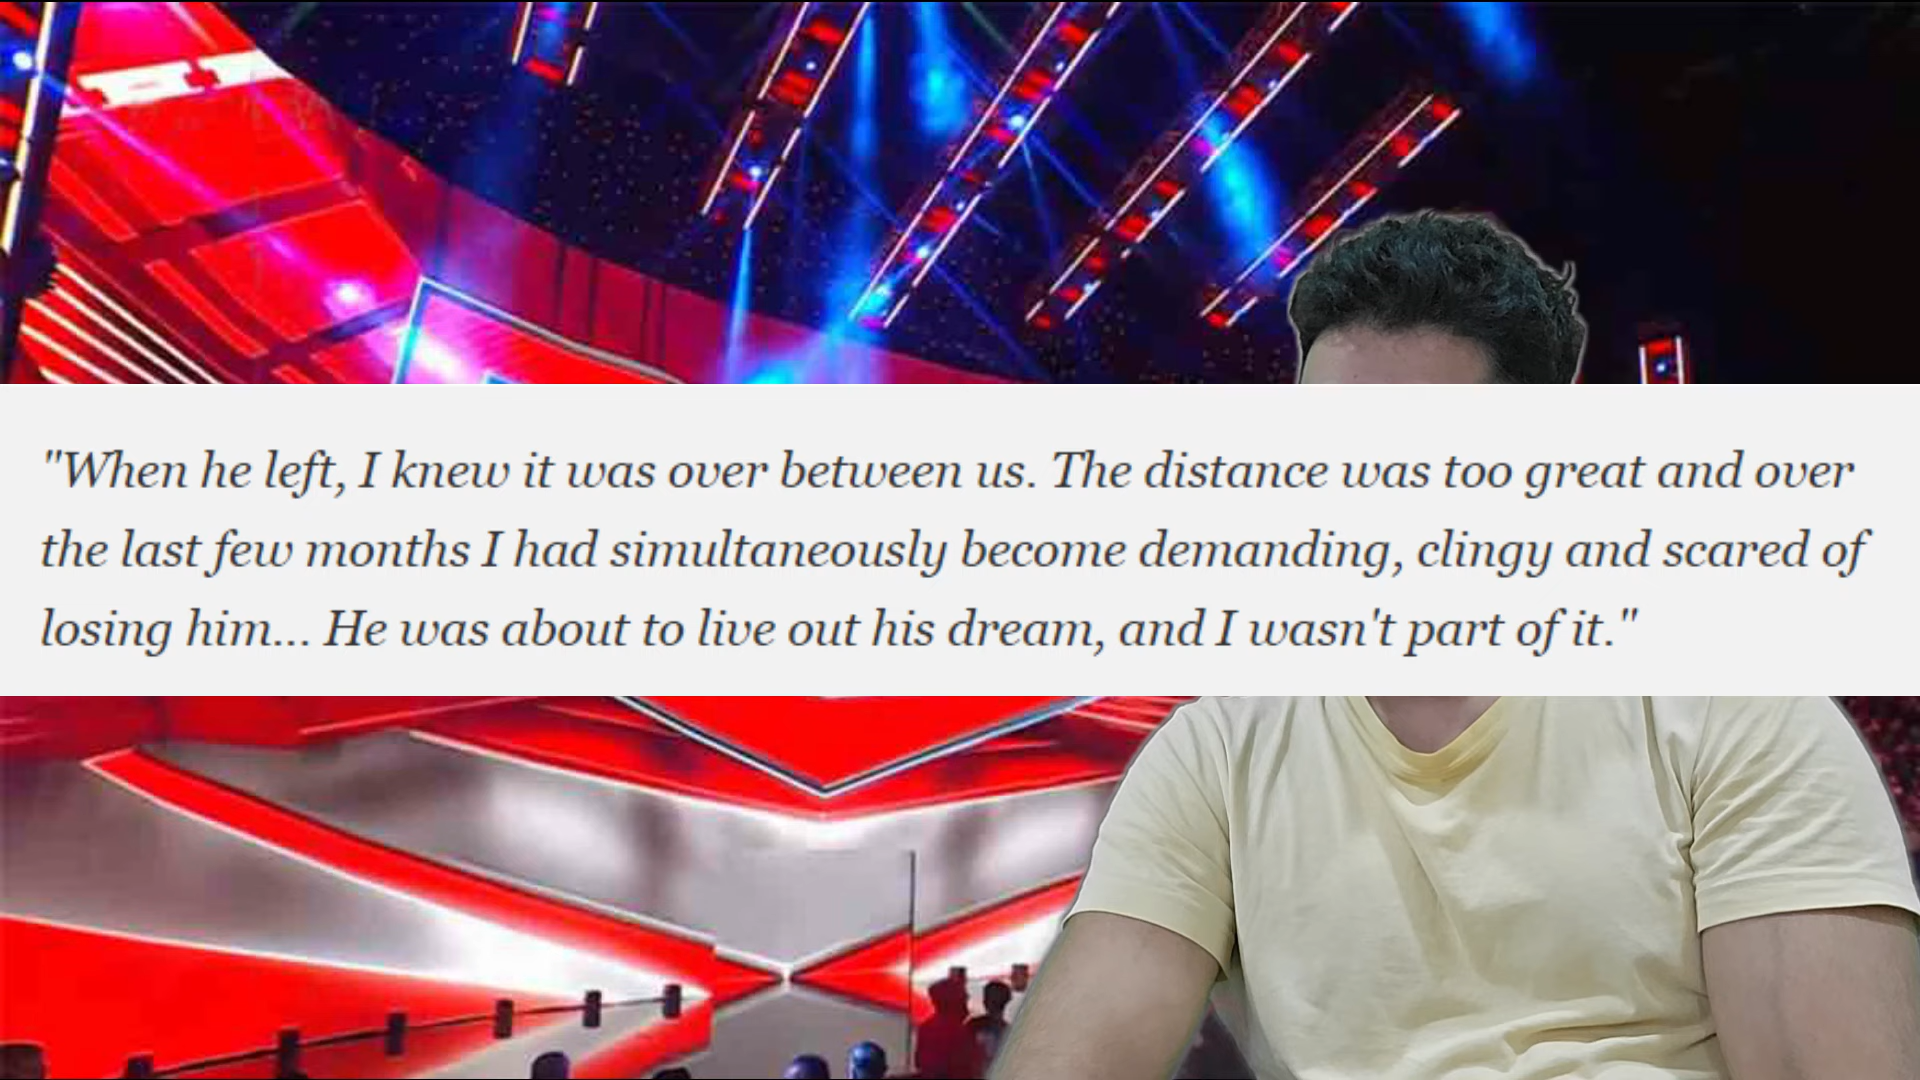 "When he left, I knew it was over between us. The distance was too great and over
the last few months I had simultaneously become demanding, clingy and scared of
losing him... He was about to live out his dream, and I wasn't part of it."